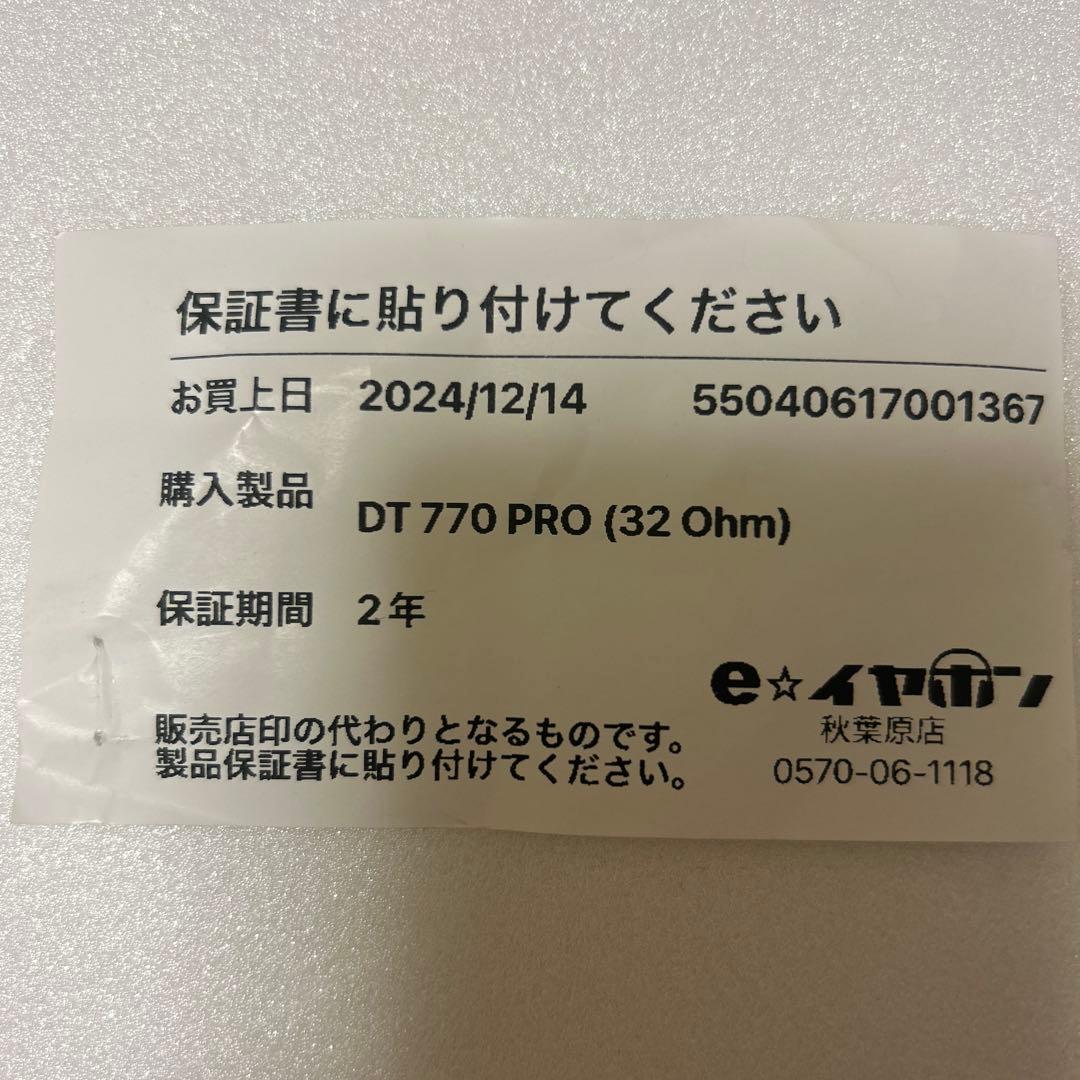 保証書に貼り付けてください
お買上日 2024/12/14 55040617001367
購入製品 DT 770 PRO (32 Ohm)
保証期間 2年
販売店印の代わりとなるものです。
製品保証書に貼り付けてください。
e☆イヤホン
秋葉原店
0570-06-1118